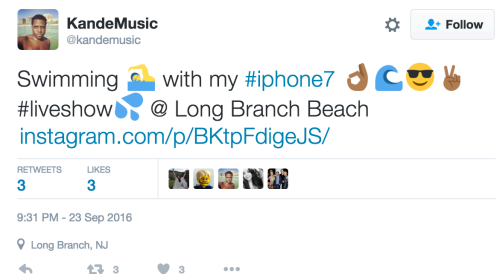 KandeMusic
@kandemusic
Follow
Swimming 🏊🏾 with my #iphone7 👌🏾🌊😎✌🏾
#liveshow💦 @ Long Branch Beach
instagram.com/p/BKtpFdigeJS/
RETWEETS LIKES
3 3
9:31 PM - 23 Sep 2016
Long Branch, NJ
3 3